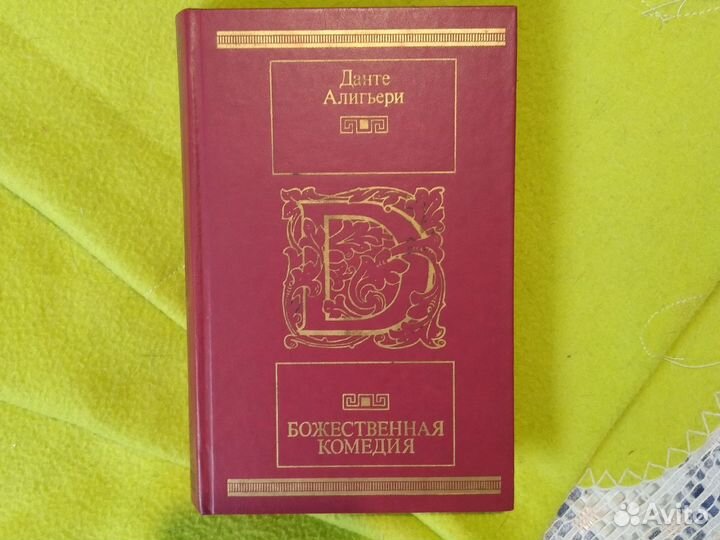 Данте
Алигьери
D
БОЖЕСТВЕННАЯ
КОМЕДИЯ
Avito